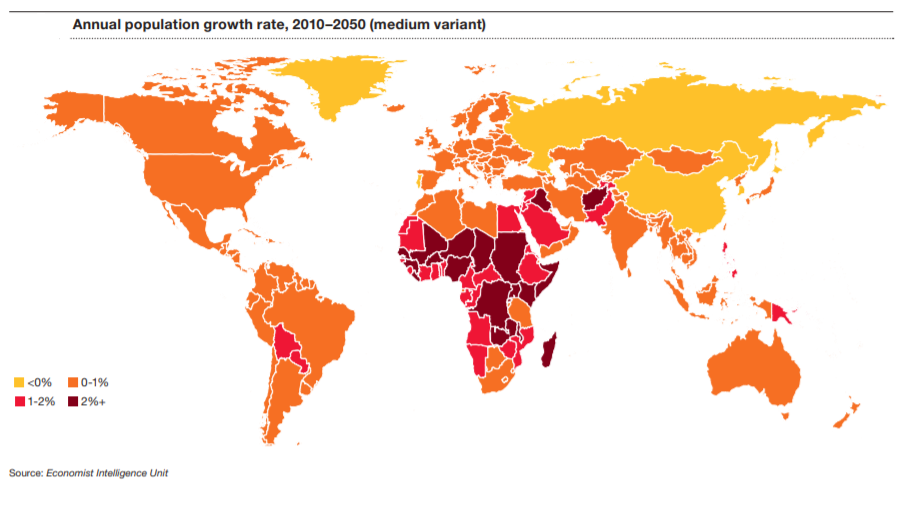 Annual population growth rate, 2010–2050 (medium variant)
<0% 0-1%
1-2% 2%+
Source: Economist Intelligence Unit